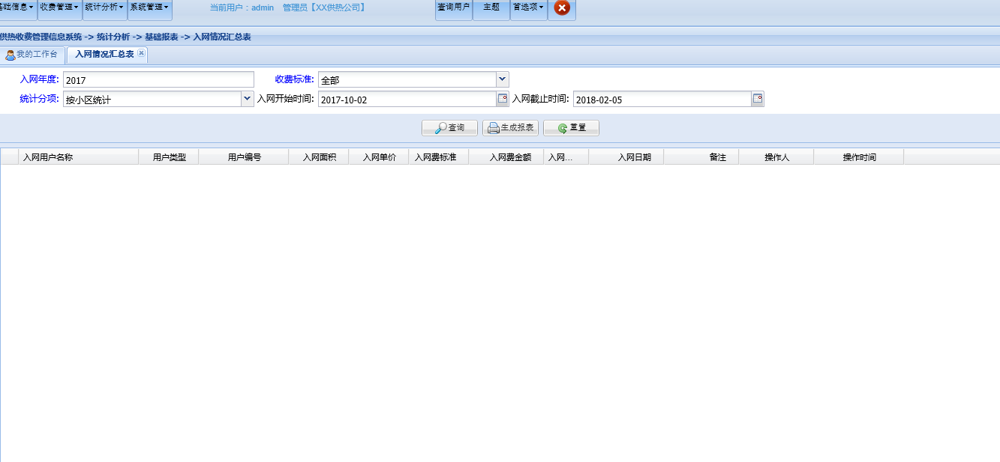 基础信息 收费管理 统计分析 系统管理 当前用户：admin 管理员【XX供热公司】 查询用户 主题 首选项
供热收费管理信息系统 -> 统计分析 -> 基础报表 -> 入网情况汇总表
我的工作台 入网情况汇总表
入网年度: 2017 收费标准: 全部
统计分项: 按小区统计 入网开始时间: 2017-10-02 入网截止时间: 2018-02-05
查询 生成报表 重置
入网用户名称 用户类型 用户编号 入网面积 入网单价 入网费标准 入网费金额 入网... 入网日期 备注 操作人 操作时间